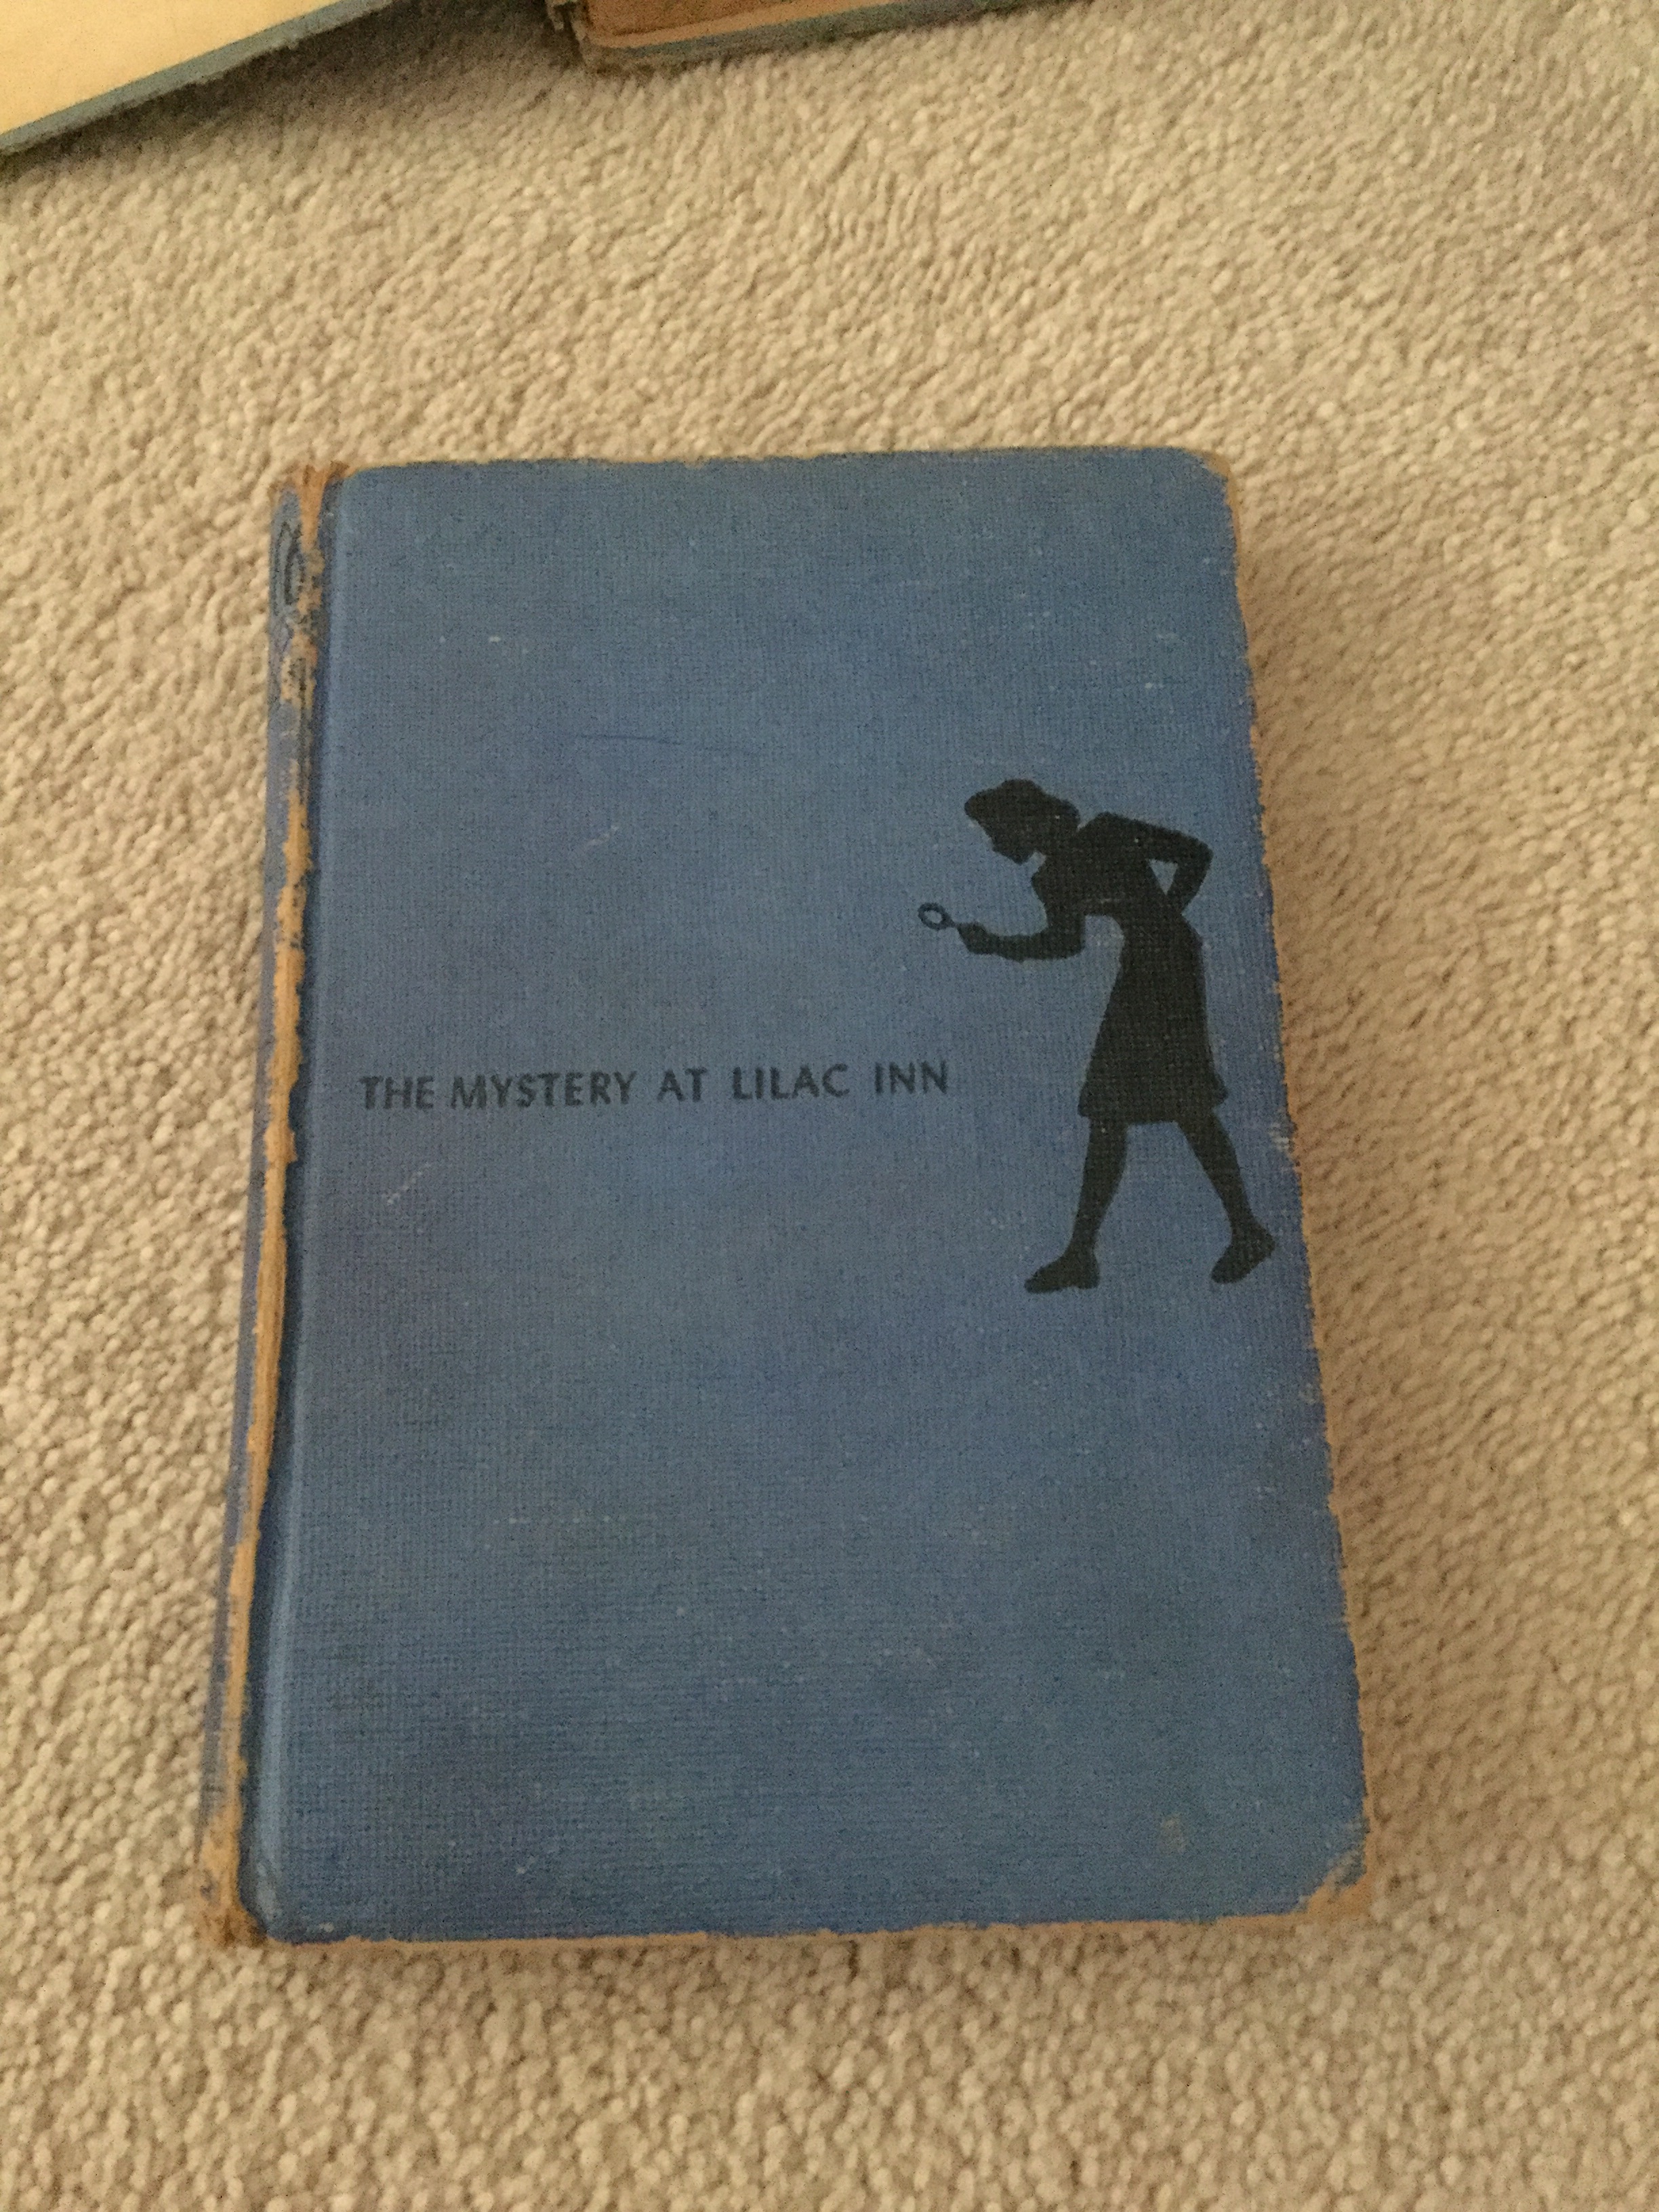 THE MYSTERY AT LILAC INN